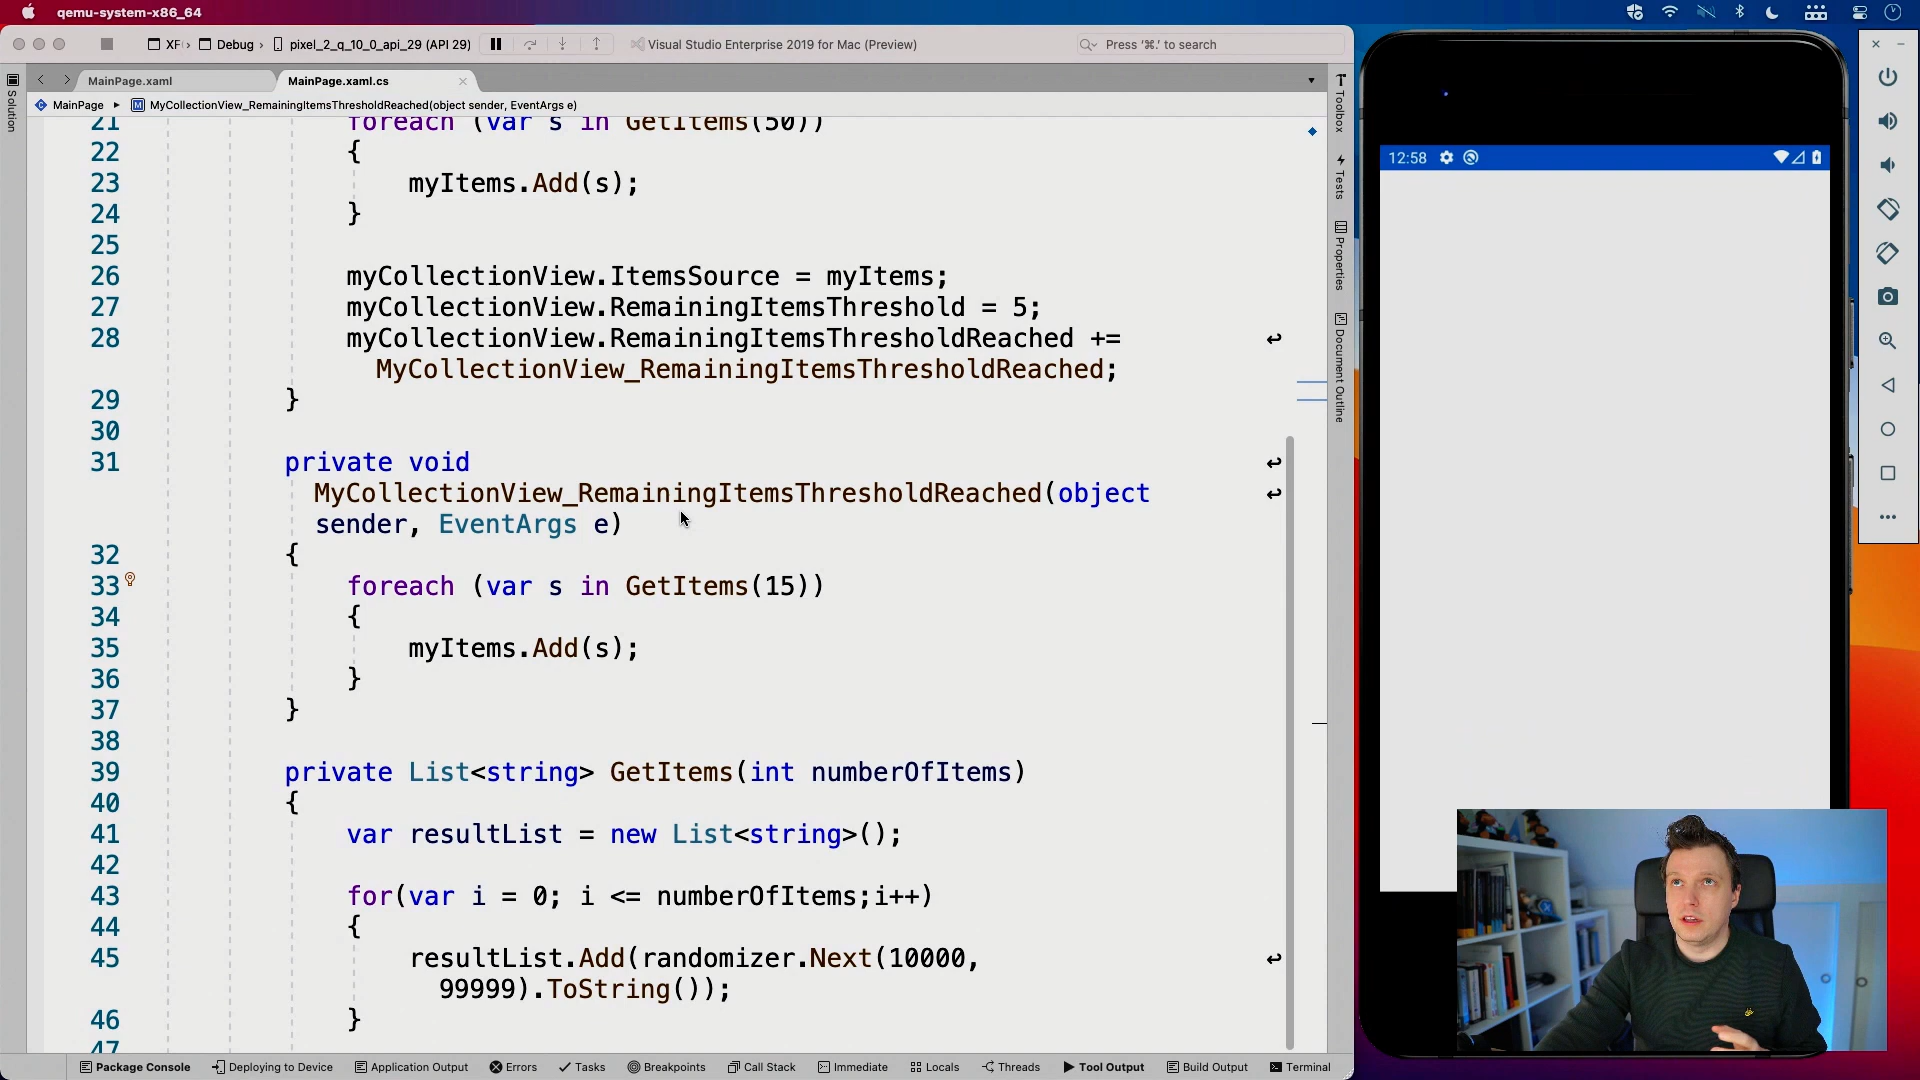 qemu-system-x86_64
XF
Debug
pixel_2_q_10_0_api_29 (API 29)
Visual Studio Enterprise 2019 for Mac (Preview)
Press '⌘.' to search
MainPage.xaml
MainPage.xaml.cs
MainPage
MyCollectionView_RemainingItemsThresholdReached(object sender, EventArgs e)
Solution
21 foreach (var s in GetItems(50))
22 {
23 myItems.Add(s);
24 }
25
26 myCollectionView.ItemsSource = myItems;
27 myCollectionView.RemainingItemsThreshold = 5;
28 myCollectionView.RemainingItemsThresholdReached +=
MyCollectionView_RemainingItemsThresholdReached;
29 }
30
31 private void
MyCollectionView_RemainingItemsThresholdReached(object
sender, EventArgs e)
32 {
33 foreach (var s in GetItems(15))
34 {
35 myItems.Add(s);
36 }
37 }
38
39 private List<string> GetItems(int numberOfItems)
40 {
41 var resultList = new List<string>();
42
43 for(var i = 0; i <= numberOfItems;i++)
44 {
45 resultList.Add(randomizer.Next(10000,
99999).ToString());
46 }
47
Toolbox
Tests
Properties
Document Outline
12:58
Package Console
Deploying to Device
Application Output
Errors
Tasks
Breakpoints
Call Stack
Immediate
Locals
Threads
Tool Output
Build Output
Terminal